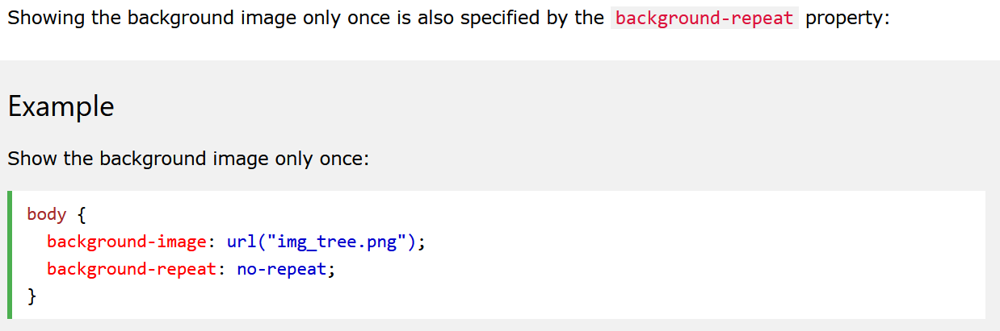 Showing the background image only once is also specified by the background-repeat property:
Example
Show the background image only once:
body {
  background-image: url("img_tree.png");
  background-repeat: no-repeat;
}